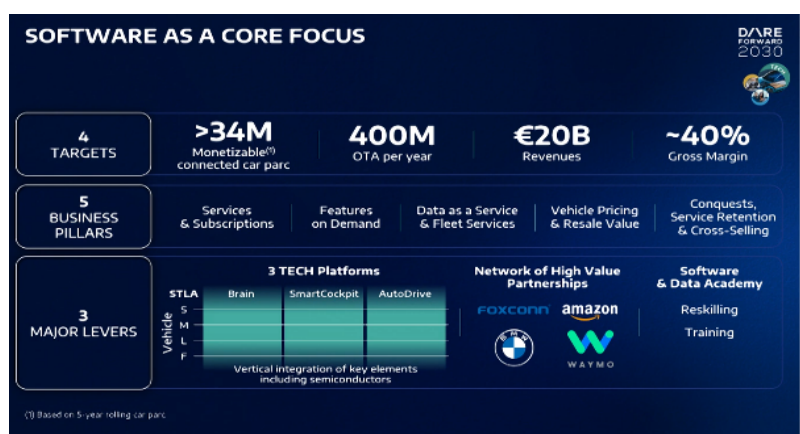 SOFTWARE AS A CORE FOCUS
DARE
FORWARD
2030
TECH
4
TARGETS
>34M
Monetizable(1)
connected car parc
400M
OTA per year
€20B
Revenues
~40%
Gross Margin
5
BUSINESS
PILLARS
Services
& Subscriptions
Features
on Demand
Data as a Service
& Fleet Services
Vehicle Pricing
& Resale Value
Conquests,
Service Retention
& Cross-Selling
3
MAJOR LEVERS
3 TECH Platforms
STLA Brain SmartCockpit AutoDrive
Vehicle
S
M
L
F
Vertical integration of key elements
including semiconductors
Network of High Value
Partnerships
FOXCONN amazon
BMW
WAYMO
Software
& Data Academy
Reskilling
Training
(1) Based on 5-year rolling car parc